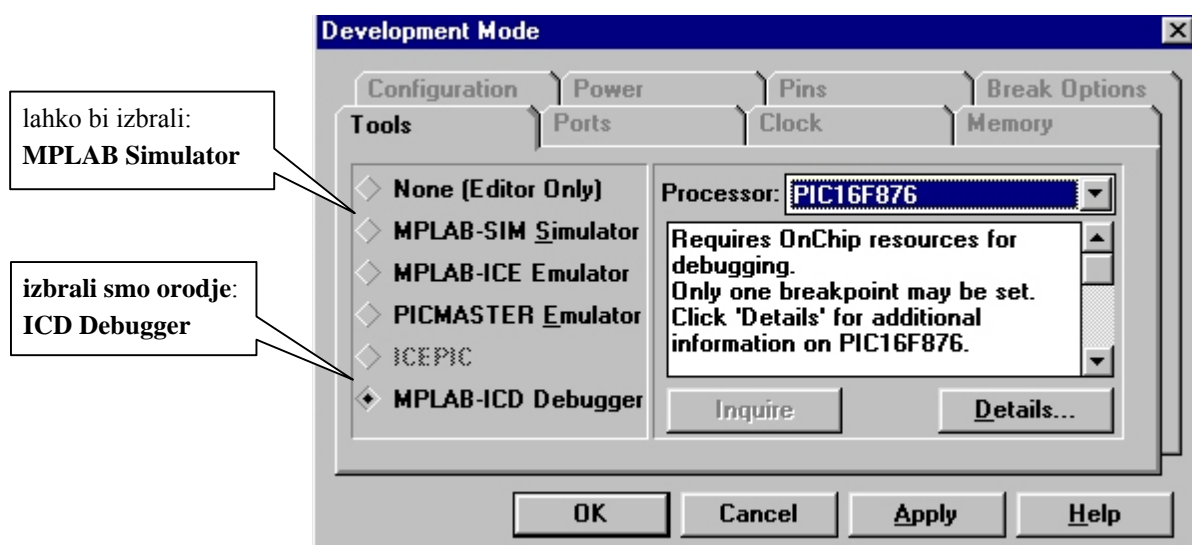 Development Mode
Configuration Power Pins Break Options
Tools Ports Clock Memory
lahko bi izbrali:
MPLAB Simulator
izbrali smo orodje:
ICD Debugger
None (Editor Only)
MPLAB-SIM Simulator
MPLAB-ICE Emulator
PICMASTER Emulator
ICEPIC
MPLAB-ICD Debugger
Processor: PIC16F876
Requires OnChip resources for
debugging.
Only one breakpoint may be set.
Click 'Details' for additional
information on PIC16F876.
Inquire Details...
OK Cancel Apply Help